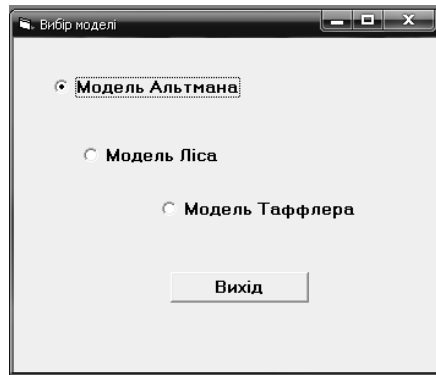 Вибір моделі
Модель Альтмана
Модель Ліса
Модель Таффлера
Вихід